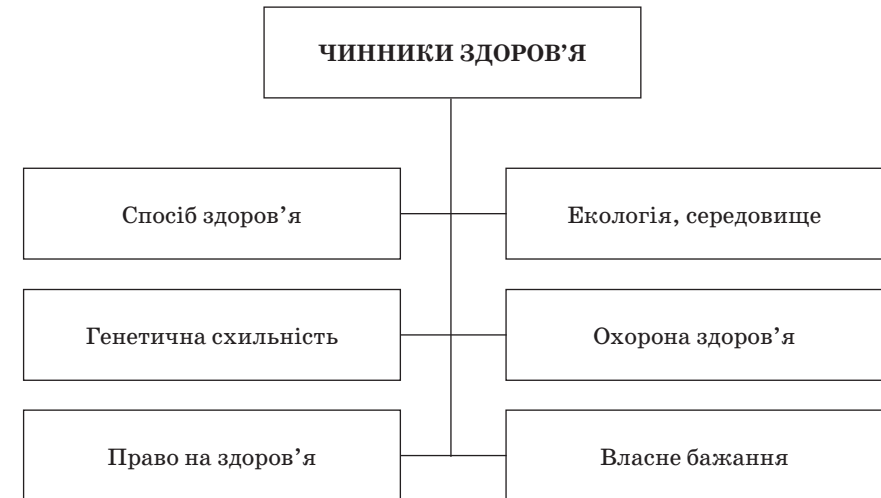 ЧИННИКИ ЗДОРОВ’Я
Спосіб здоров’я
Екологія, середовище
Генетична схильність
Охорона здоров’я
Право на здоров’я
Власне бажання